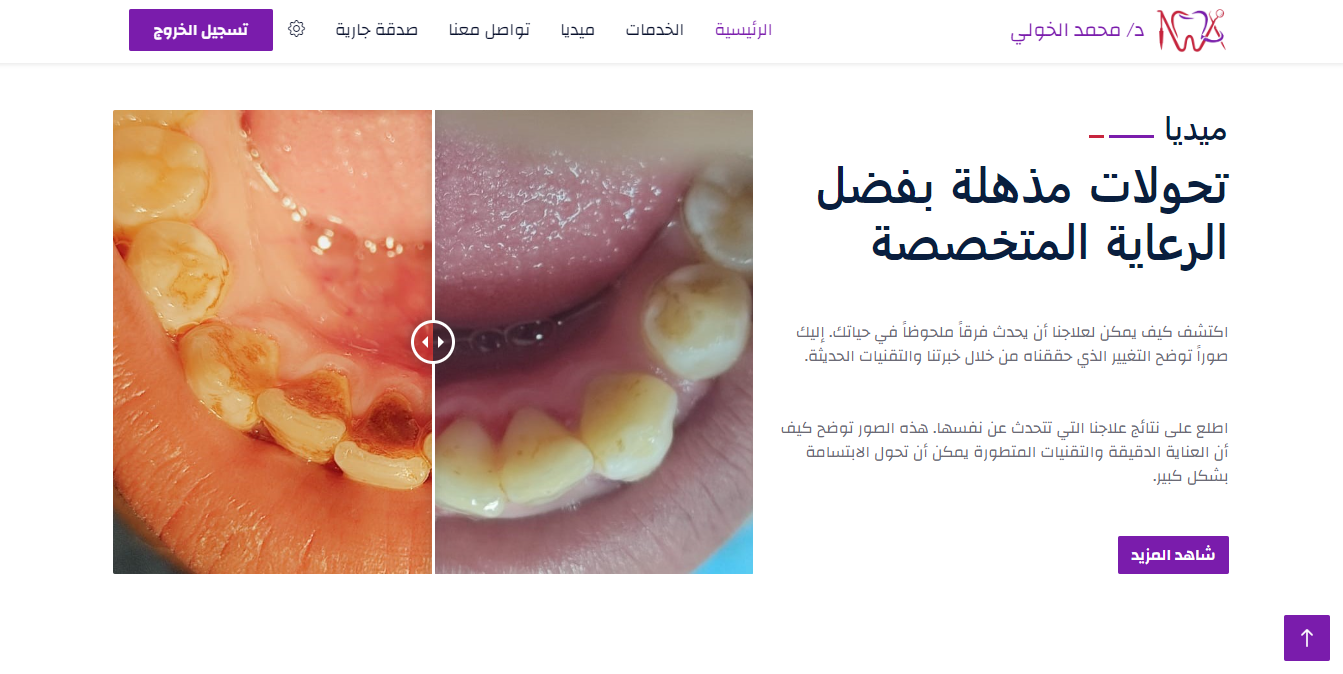 د/ محمد الخولي
الرئيسية
الخدمات
ميديا
تواصل معنا
صدقة جارية
تسجيل الخروج
ميديا
تحولات مذهلة بفضل
الرعاية المتخصصة
اكتشف كيف يمكن لعلاجنا أن يحدث فرقاً ملحوظاً في حياتك. إليك
صوراً توضح التغيير الذي حققناه من خلال خبرتنا والتقنيات الحديثة.
اطلع على نتائج علاجنا التي تتحدث عن نفسها. هذه الصور توضح كيف
أن العناية الدقيقة والتقنيات المتطورة يمكن أن تحول الابتسامة
بشكل كبير.
شاهد المزيد